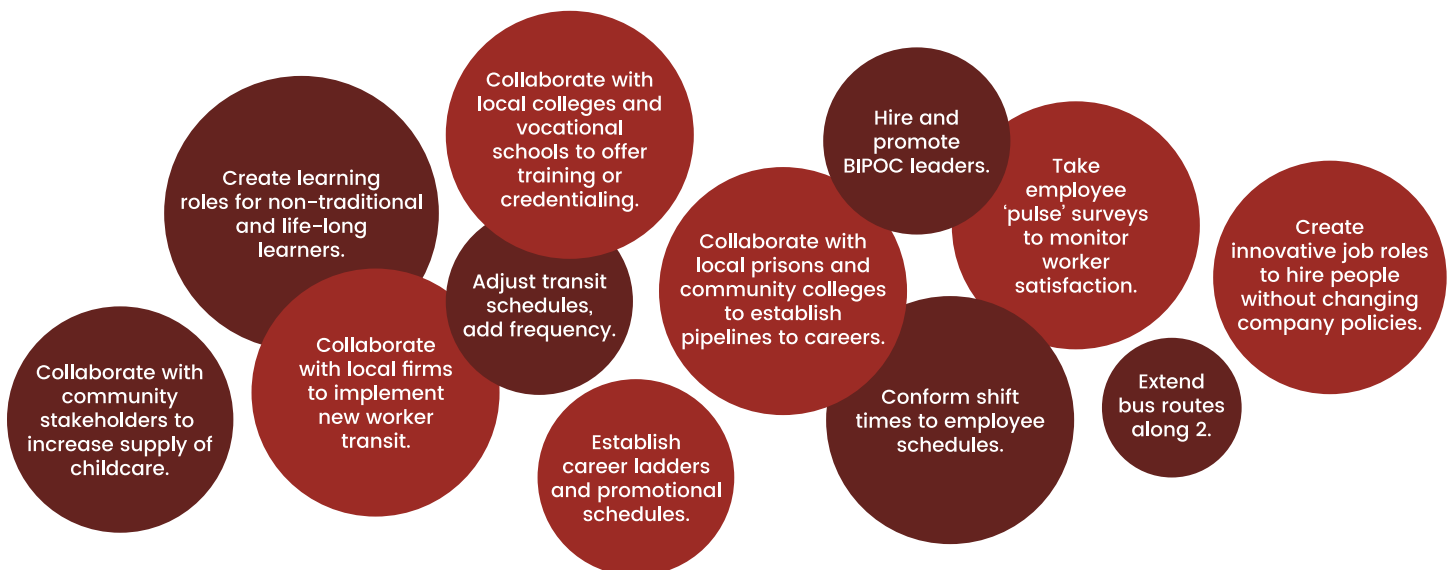 Collaborate with
community
stakeholders to
increase supply of
childcare.
Create learning
roles for non-traditional
and life-long
learners.
Collaborate
with local firms
to implement
new worker
transit.
Collaborate with
local colleges and
vocational
schools to offer
training or
credentialing.
Adjust transit
schedules,
add frequency.
Establish
career ladders
and promotional
schedules.
Collaborate with
local prisons and
community colleges
to establish
pipelines to careers.
Hire and
promote
BIPOC leaders.
Conform shift
times to employee
schedules.
Take
employee
‘pulse’ surveys
to monitor
worker
satisfaction.
Extend
bus routes
along 2.
Create
innovative job roles
to hire people
without changing
company policies.